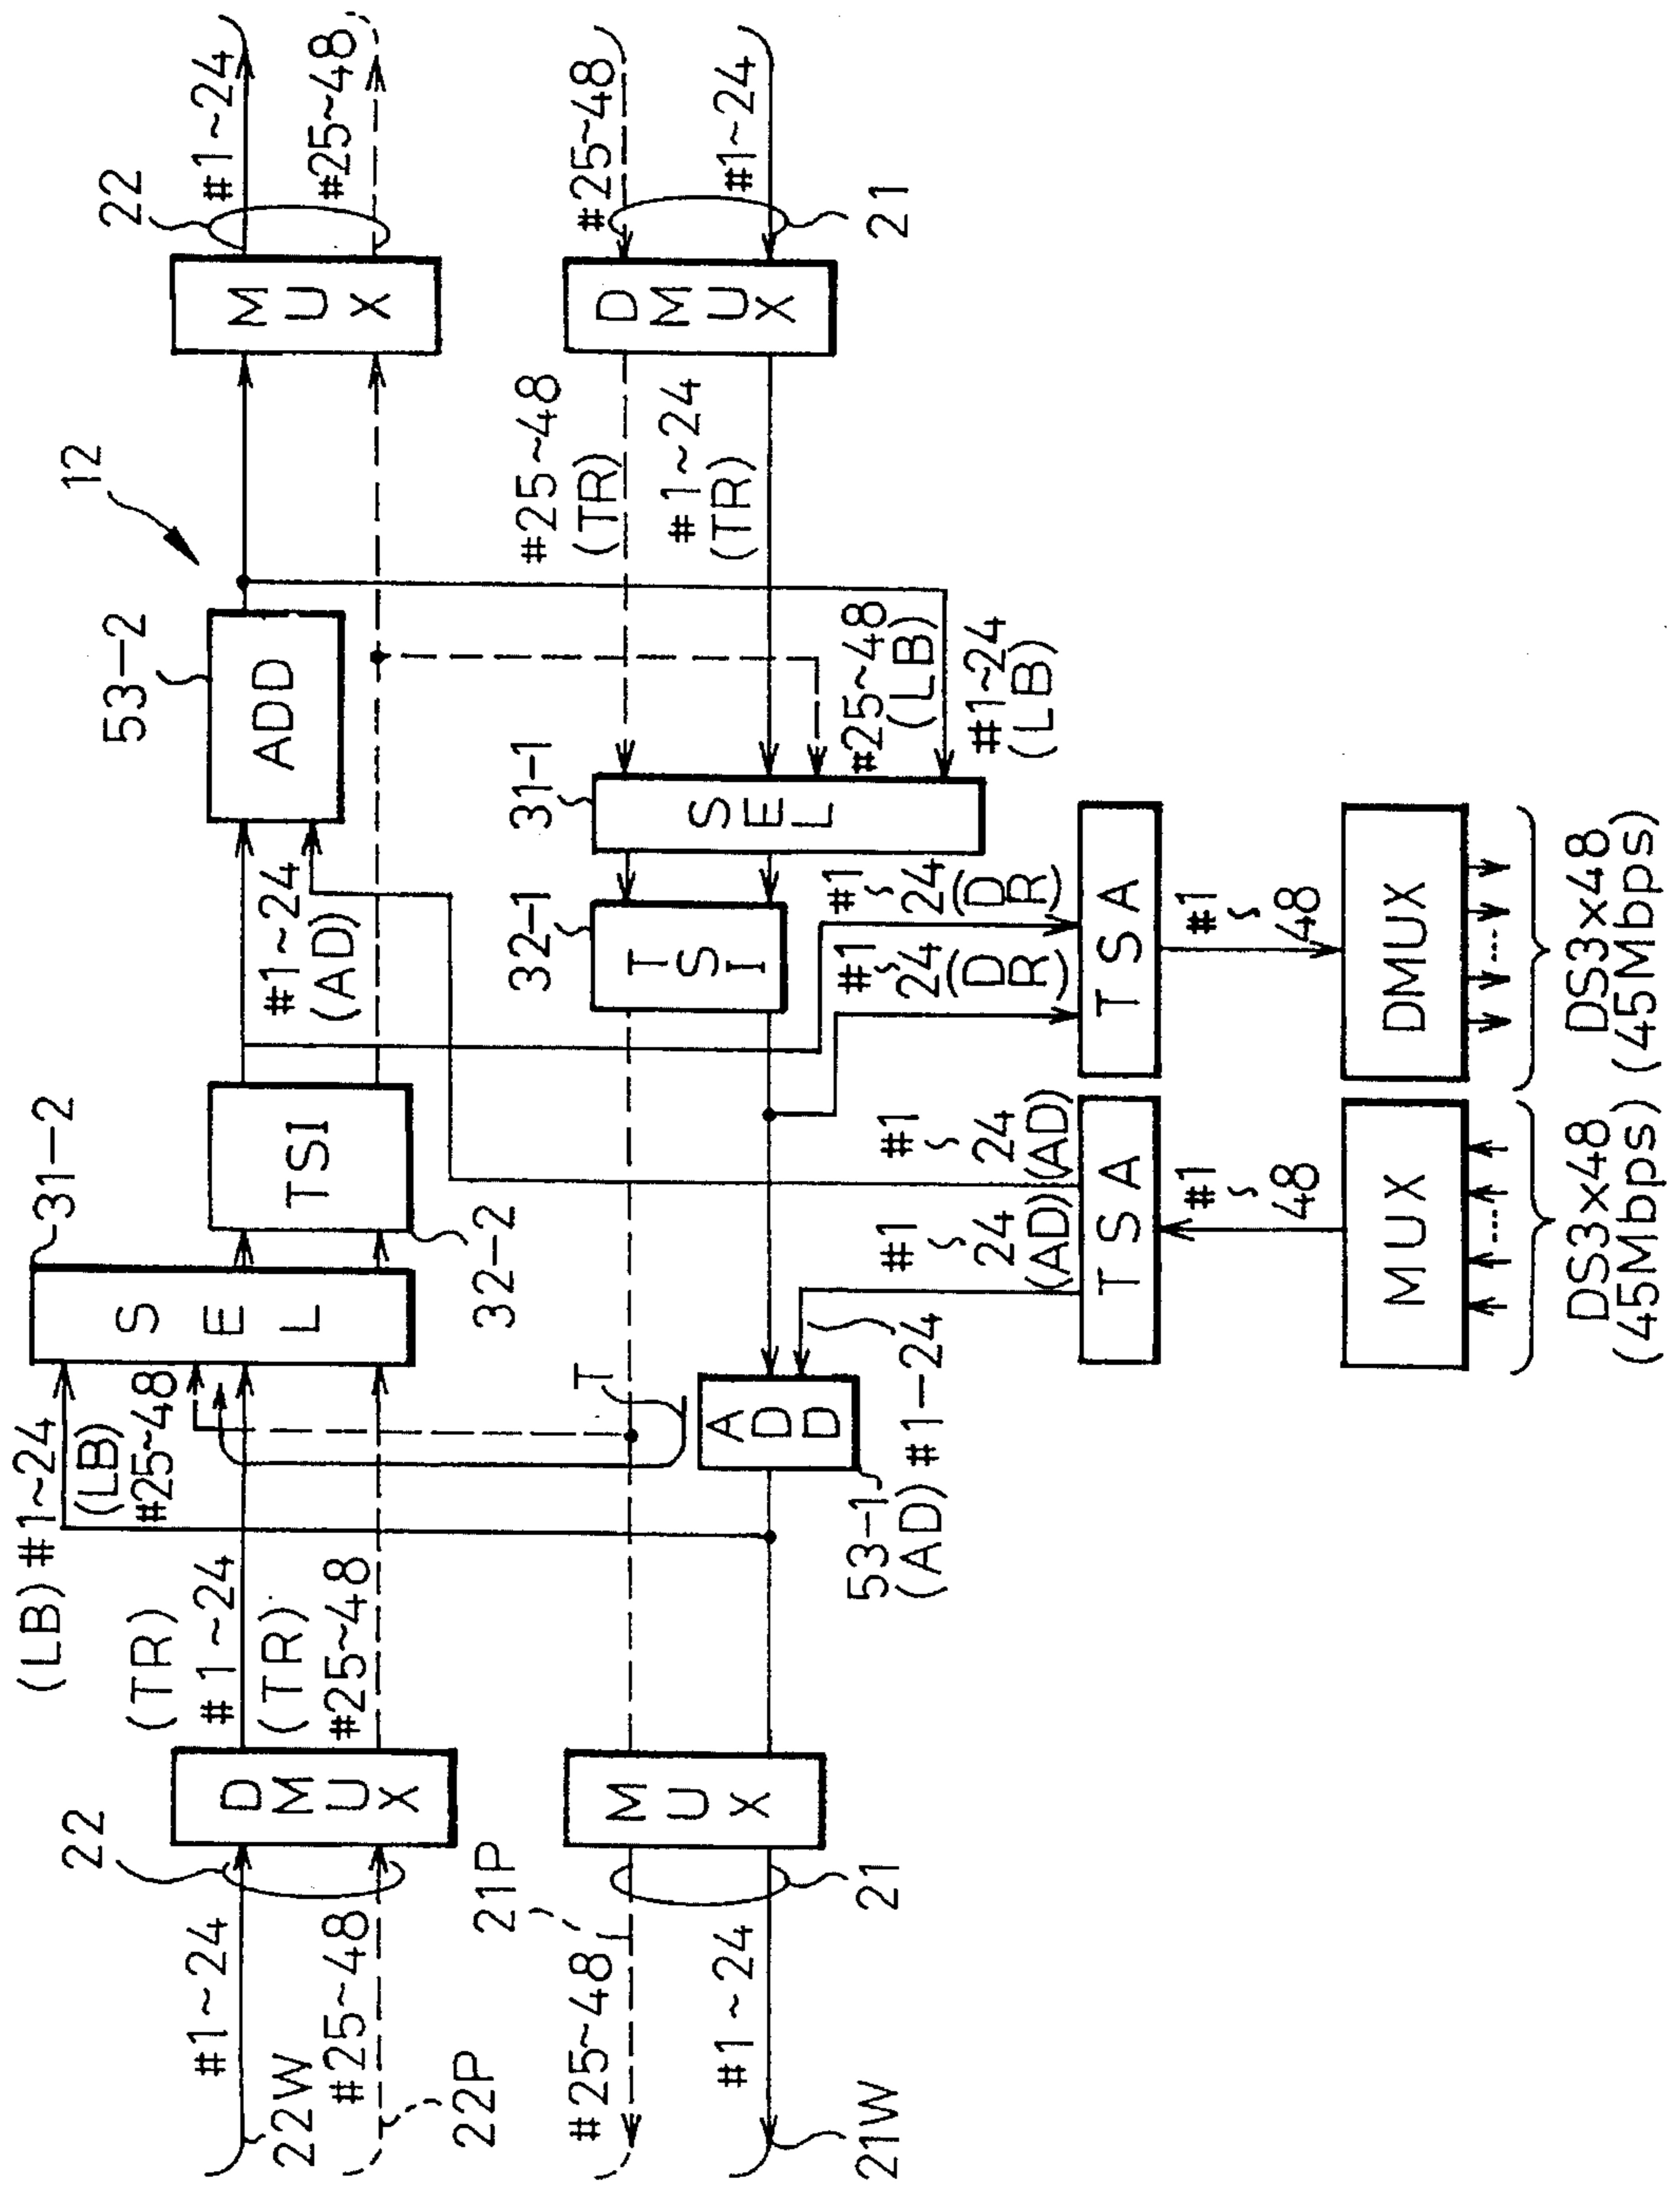 (LB) #1~24
(LB)
#25~48
31-2
12
53-2
22
#1~24
#25~48
22
DMUX
(TR)
#1~24
(TR)
#25~48
SEL
TSI
32-2
#1~24
(AD)
ADD
MUX
#1~24
22W
#25~48
22P
21P
#25~48
#1~24
21W
21
MUX
T
ADD
53-1
(AD) #1-24
32-1
TSI
31-1
SEL
#25~48
(TR)
#1~24
(TR)
DMUX
#25~48
#1~24
21
#25~48
(LB)
#1~24
(LB)
#1~24
(AD)
#1~24
(AD)
#1~24
(DR)
#1~24
(DR)
TSA
TSA
#1~48
#1~48
MUX
DMUX
DS3x48
(45Mbps)
DS3x48
(45Mbps)